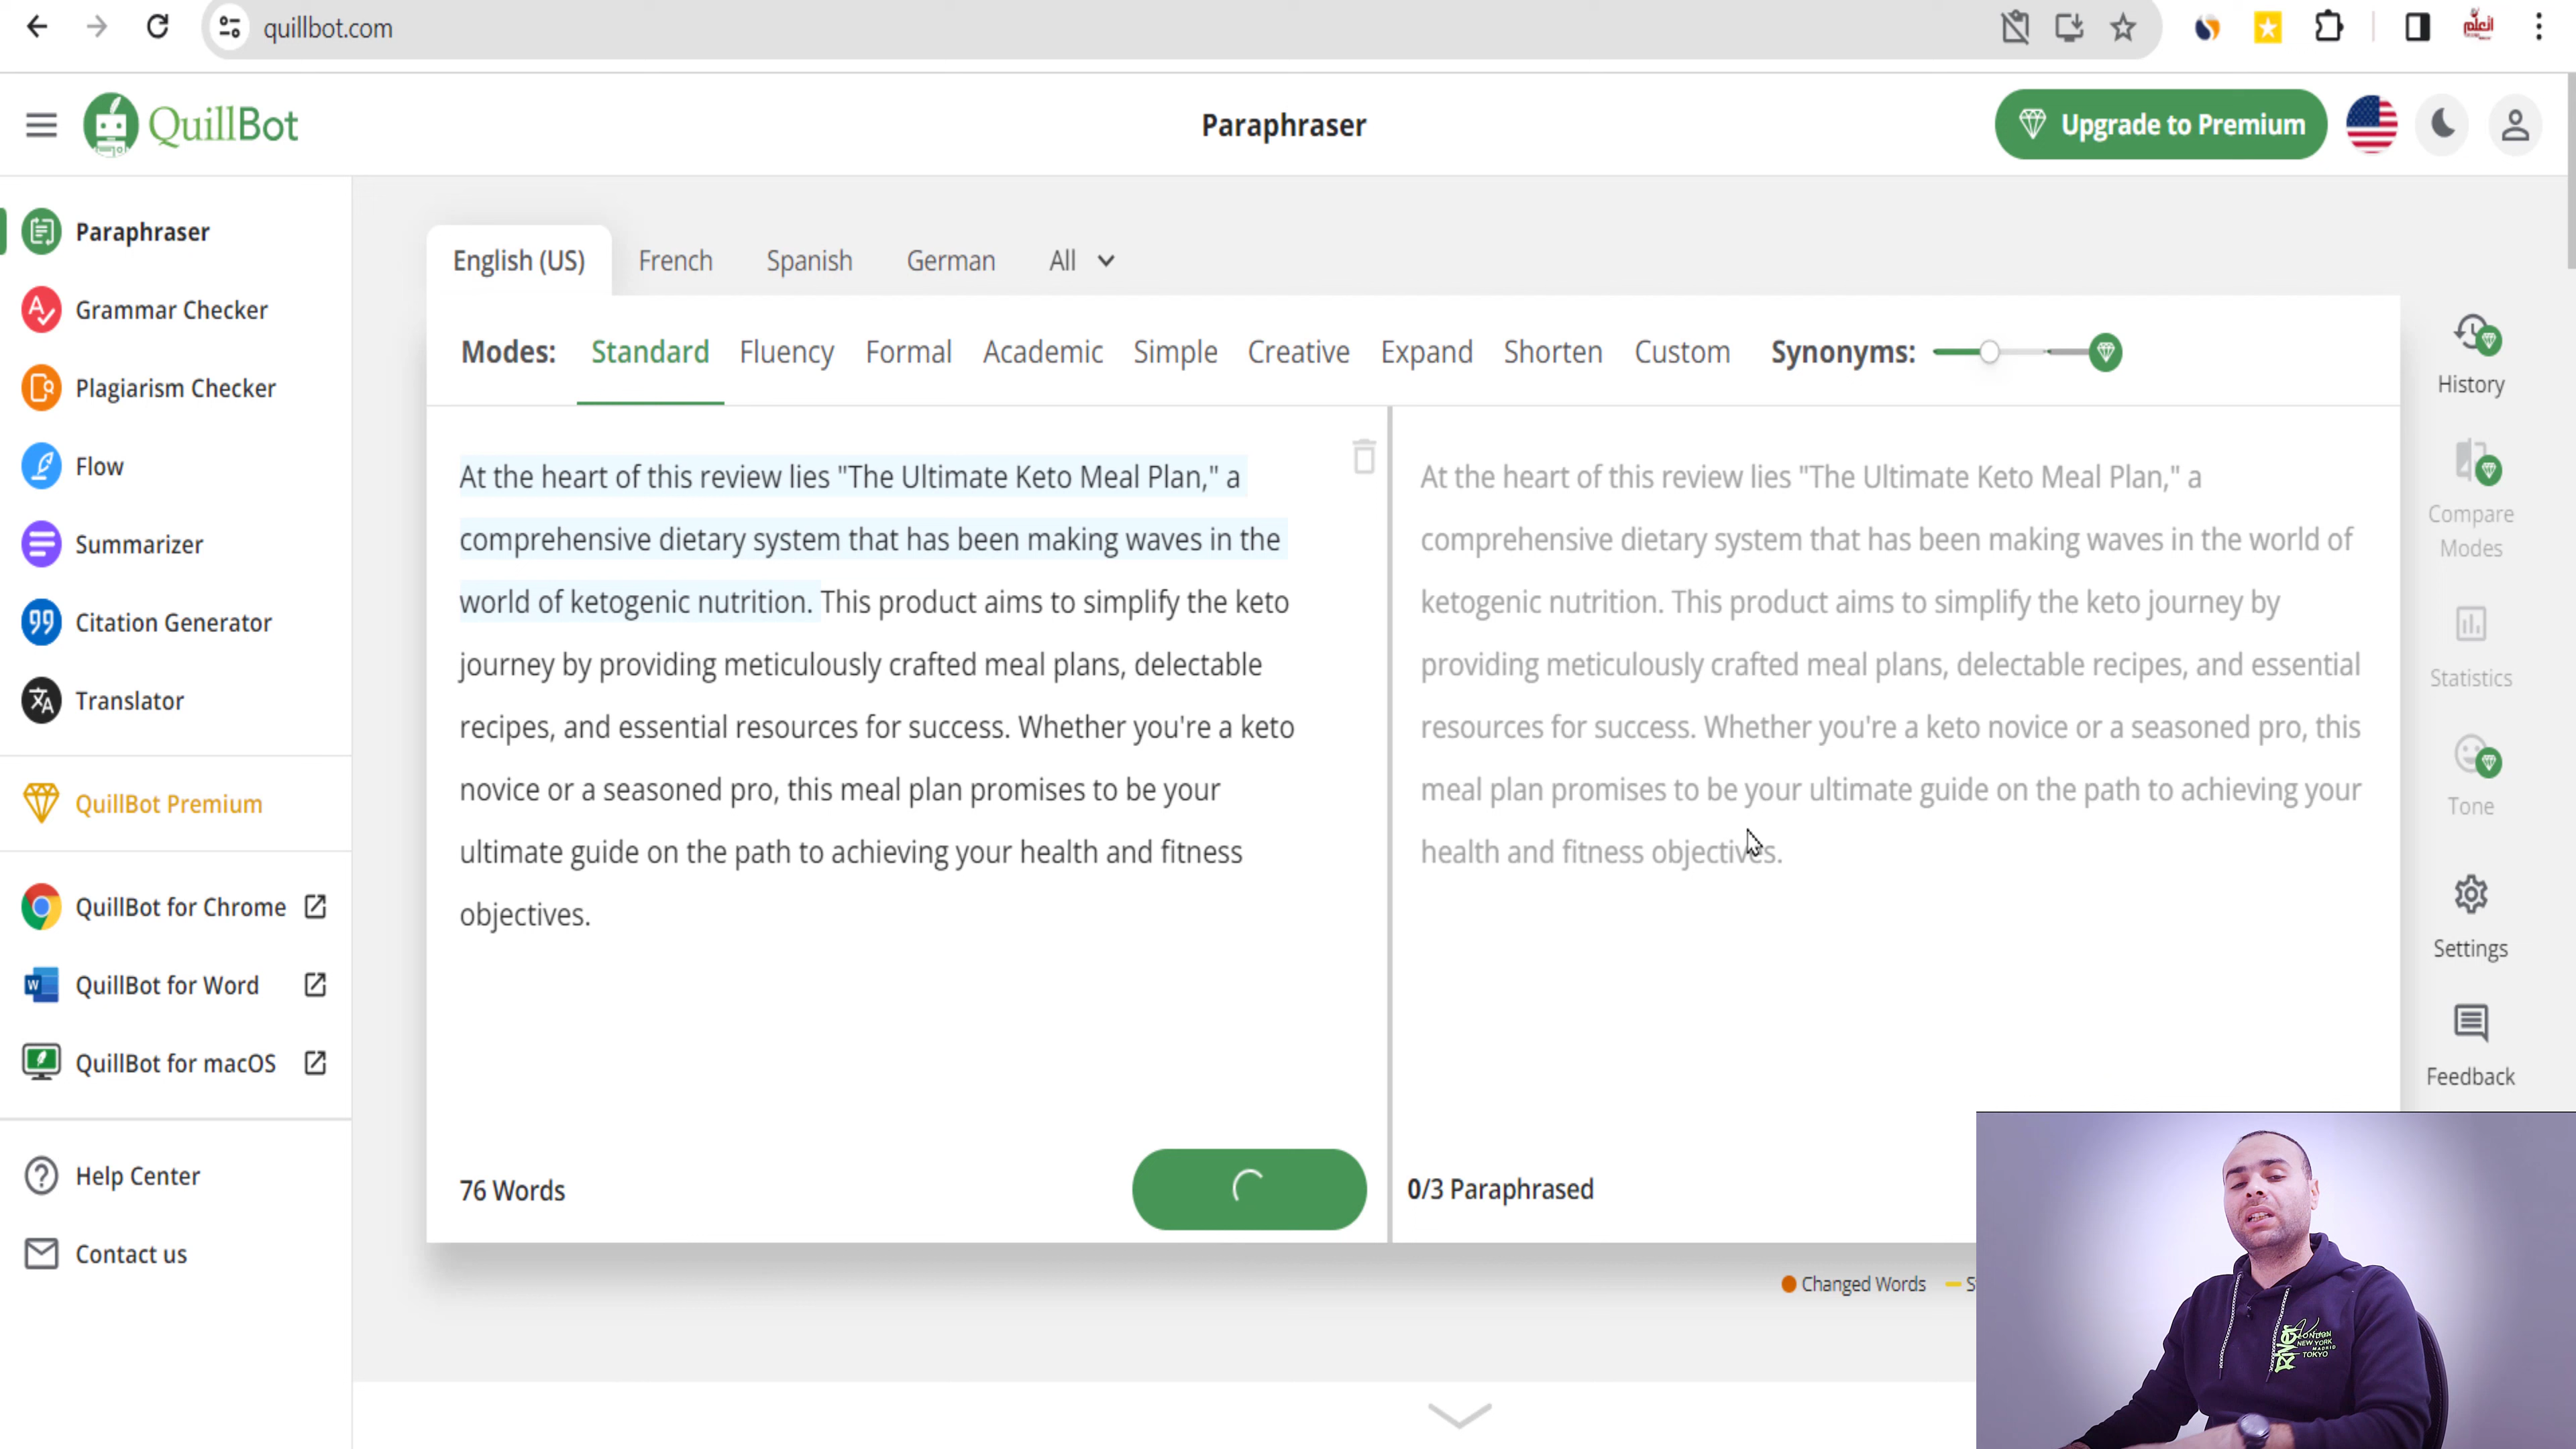 quillbot.com
اتعلم
QuillBot
Paraphraser
Upgrade to Premium
Paraphraser
Grammar Checker
Plagiarism Checker
Flow
Summarizer
Citation Generator
Translator
QuillBot Premium
QuillBot for Chrome
QuillBot for Word
QuillBot for macOS
Help Center
Contact us
English (US) French Spanish German All
Modes: Standard Fluency Formal Academic Simple Creative Expand Shorten Custom Synonyms:
At the heart of this review lies "The Ultimate Keto Meal Plan," a
comprehensive dietary system that has been making waves in the
world of ketogenic nutrition. This product aims to simplify the keto
journey by providing meticulously crafted meal plans, delectable
recipes, and essential resources for success. Whether you're a keto
novice or a seasoned pro, this meal plan promises to be your
ultimate guide on the path to achieving your health and fitness
objectives.
76 Words
At the heart of this review lies "The Ultimate Keto Meal Plan," a
comprehensive dietary system that has been making waves in the world of
ketogenic nutrition. This product aims to simplify the keto journey by
providing meticulously crafted meal plans, delectable recipes, and essential
resources for success. Whether you're a keto novice or a seasoned pro, this
meal plan promises to be your ultimate guide on the path to achieving your
health and fitness objectives.
0/3 Paraphrased
Changed Words
History
Compare
Modes
Statistics
Tone
Settings
Feedback
River
LONDON
NEW YORK
MADRID
TOKYO